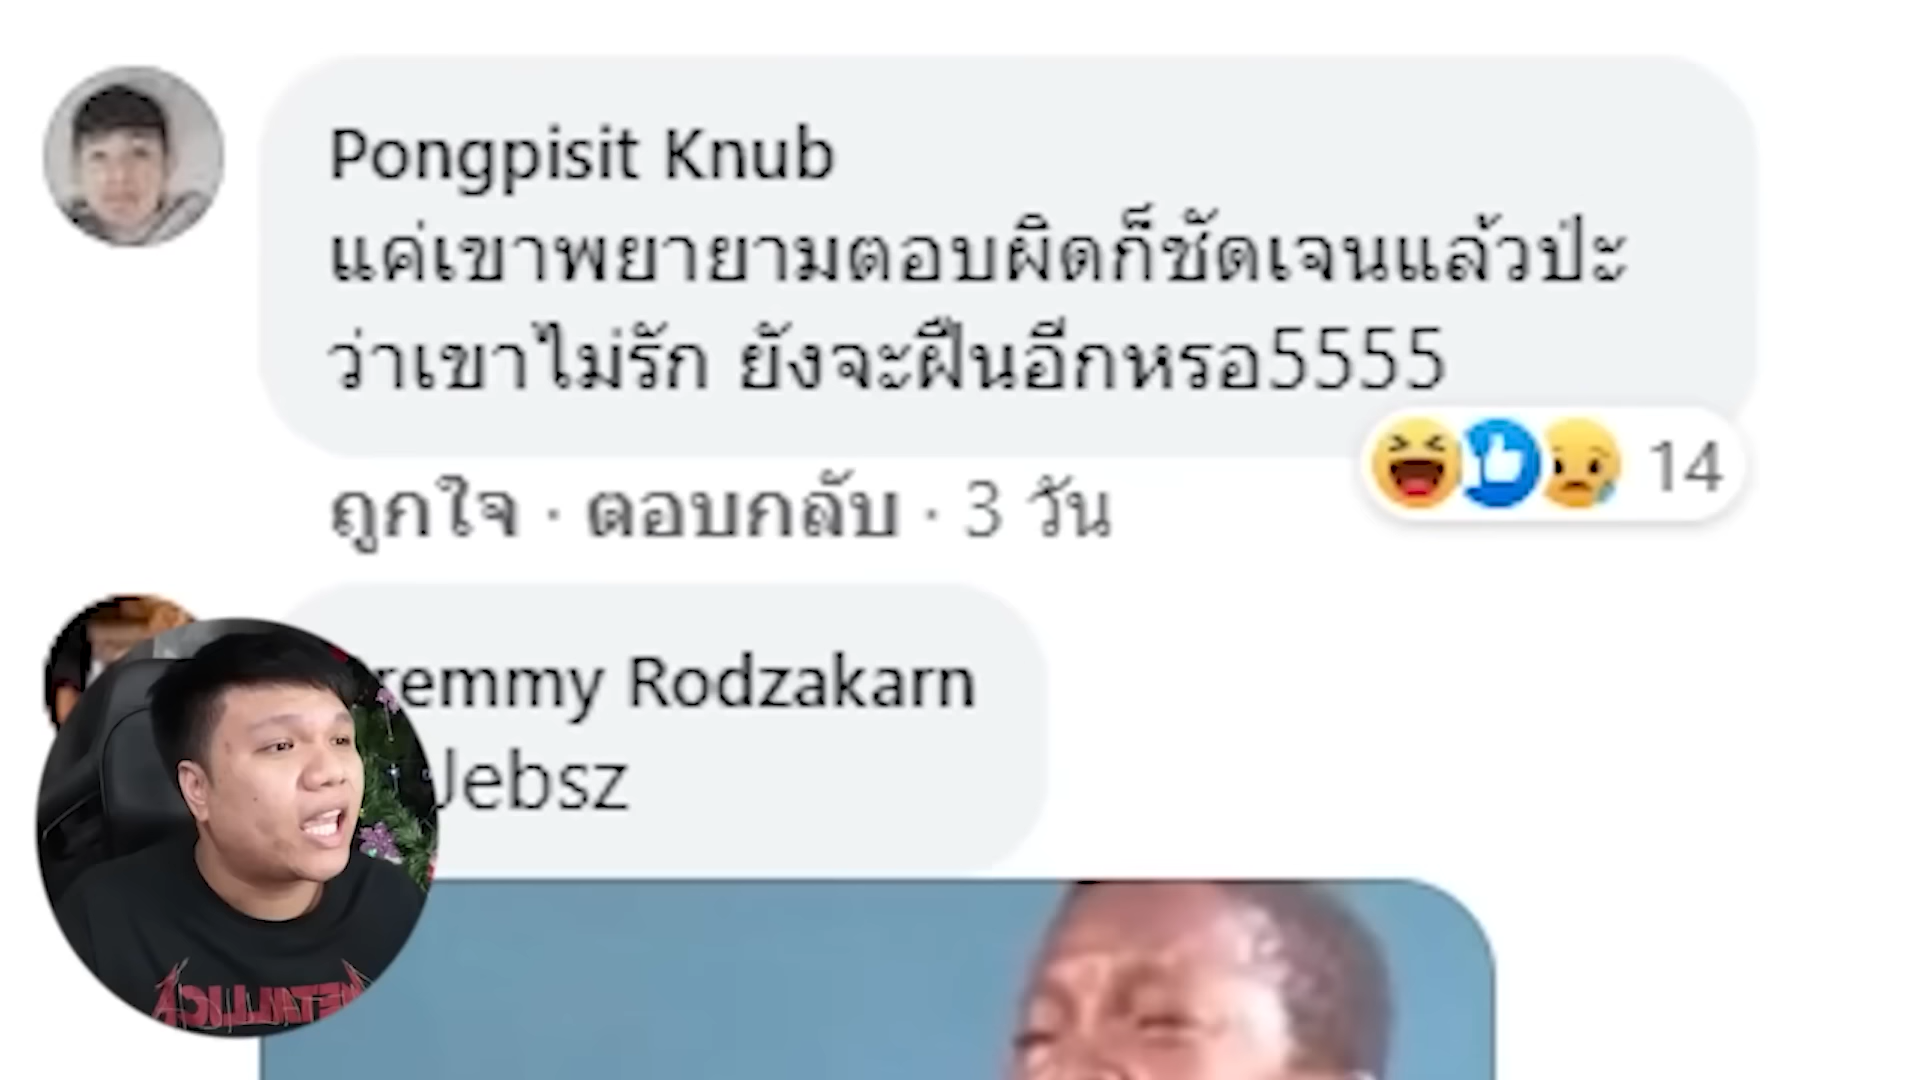 Pongpisit Knub
แค่เขาพยายามตอบผิดก็ชัดเจนแล้วป่ะ
ว่าเขาไม่รัก ยังจะฝืนอีกหรอ5555
14
ถูกใจ · ตอบกลับ · 3 วัน
Rodzakarn
Jebsz
METALLICA